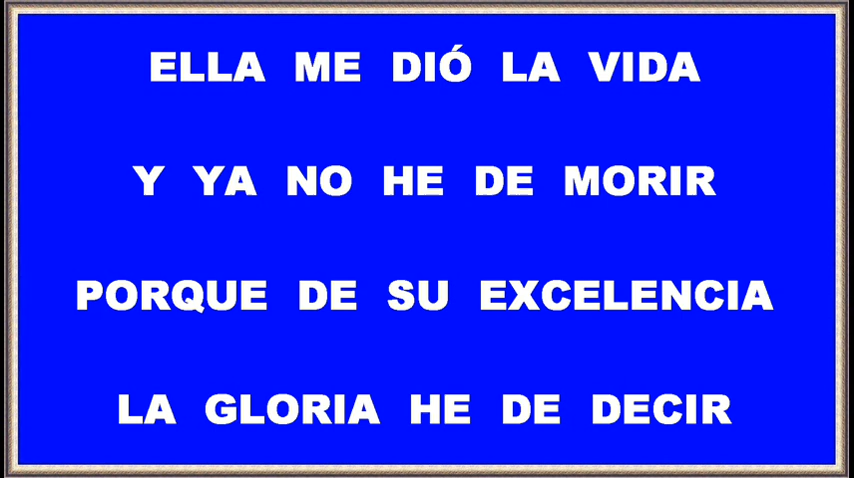 ELLA ME DIÓ LA VIDA
Y YA NO HE DE MORIR
PORQUE DE SU EXCELENCIA
LA GLORIA HE DE DECIR